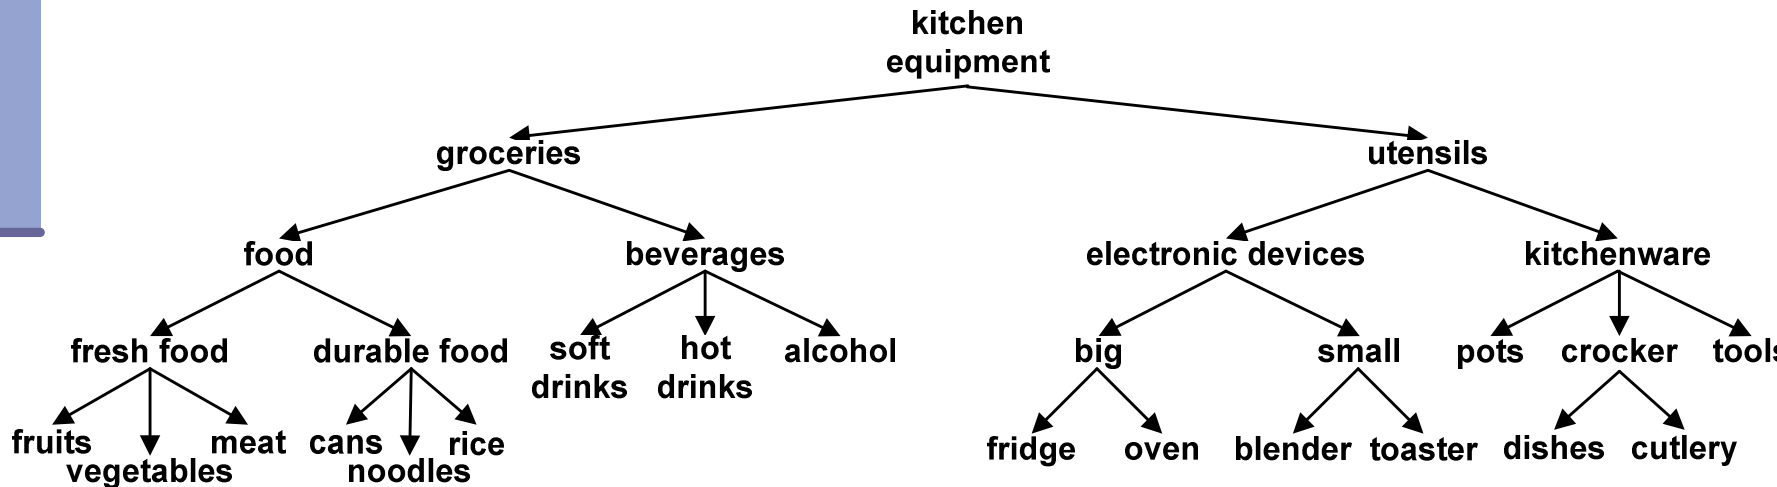 kitchen
equipment
groceries utensils
food beverages electronic devices kitchenware
fresh food durable food soft hot alcohol big small pots crocker tools
drinks drinks
fruits meat cans rice fridge oven blender toaster dishes cutlery
vegetables noodles